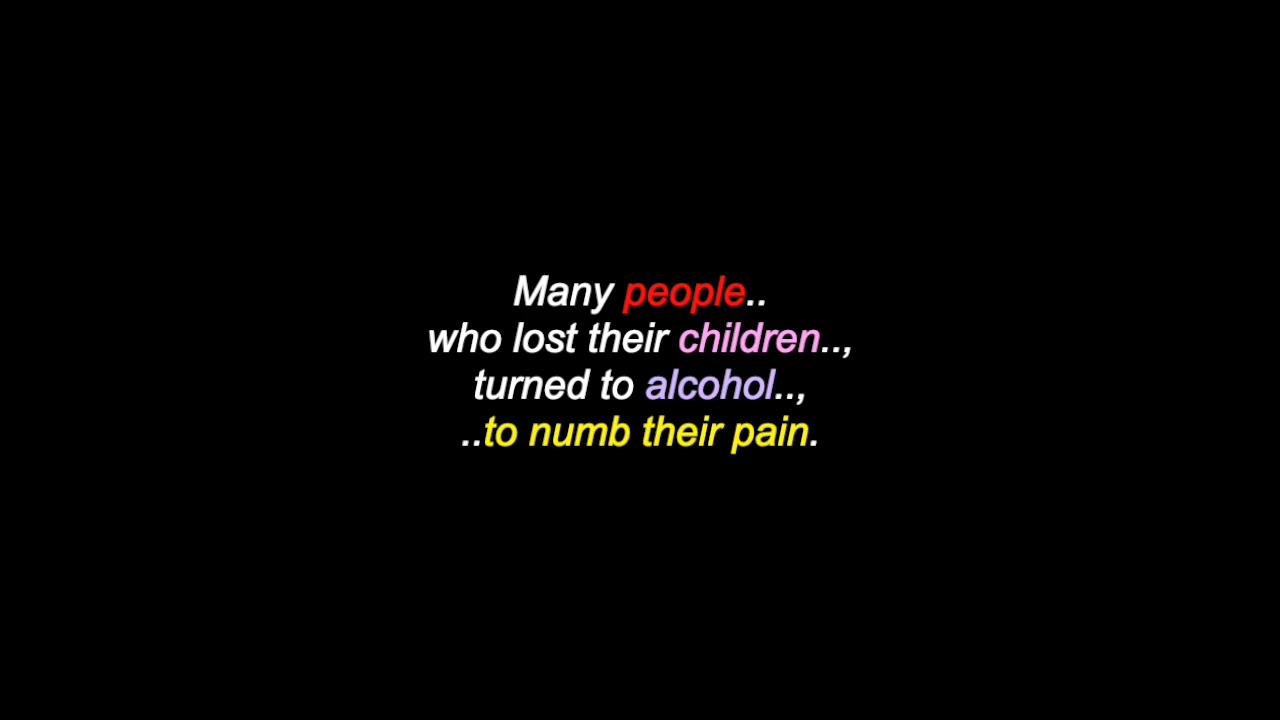 Many people..
who lost their children..,
turned to alcohol..,
..to numb their pain.